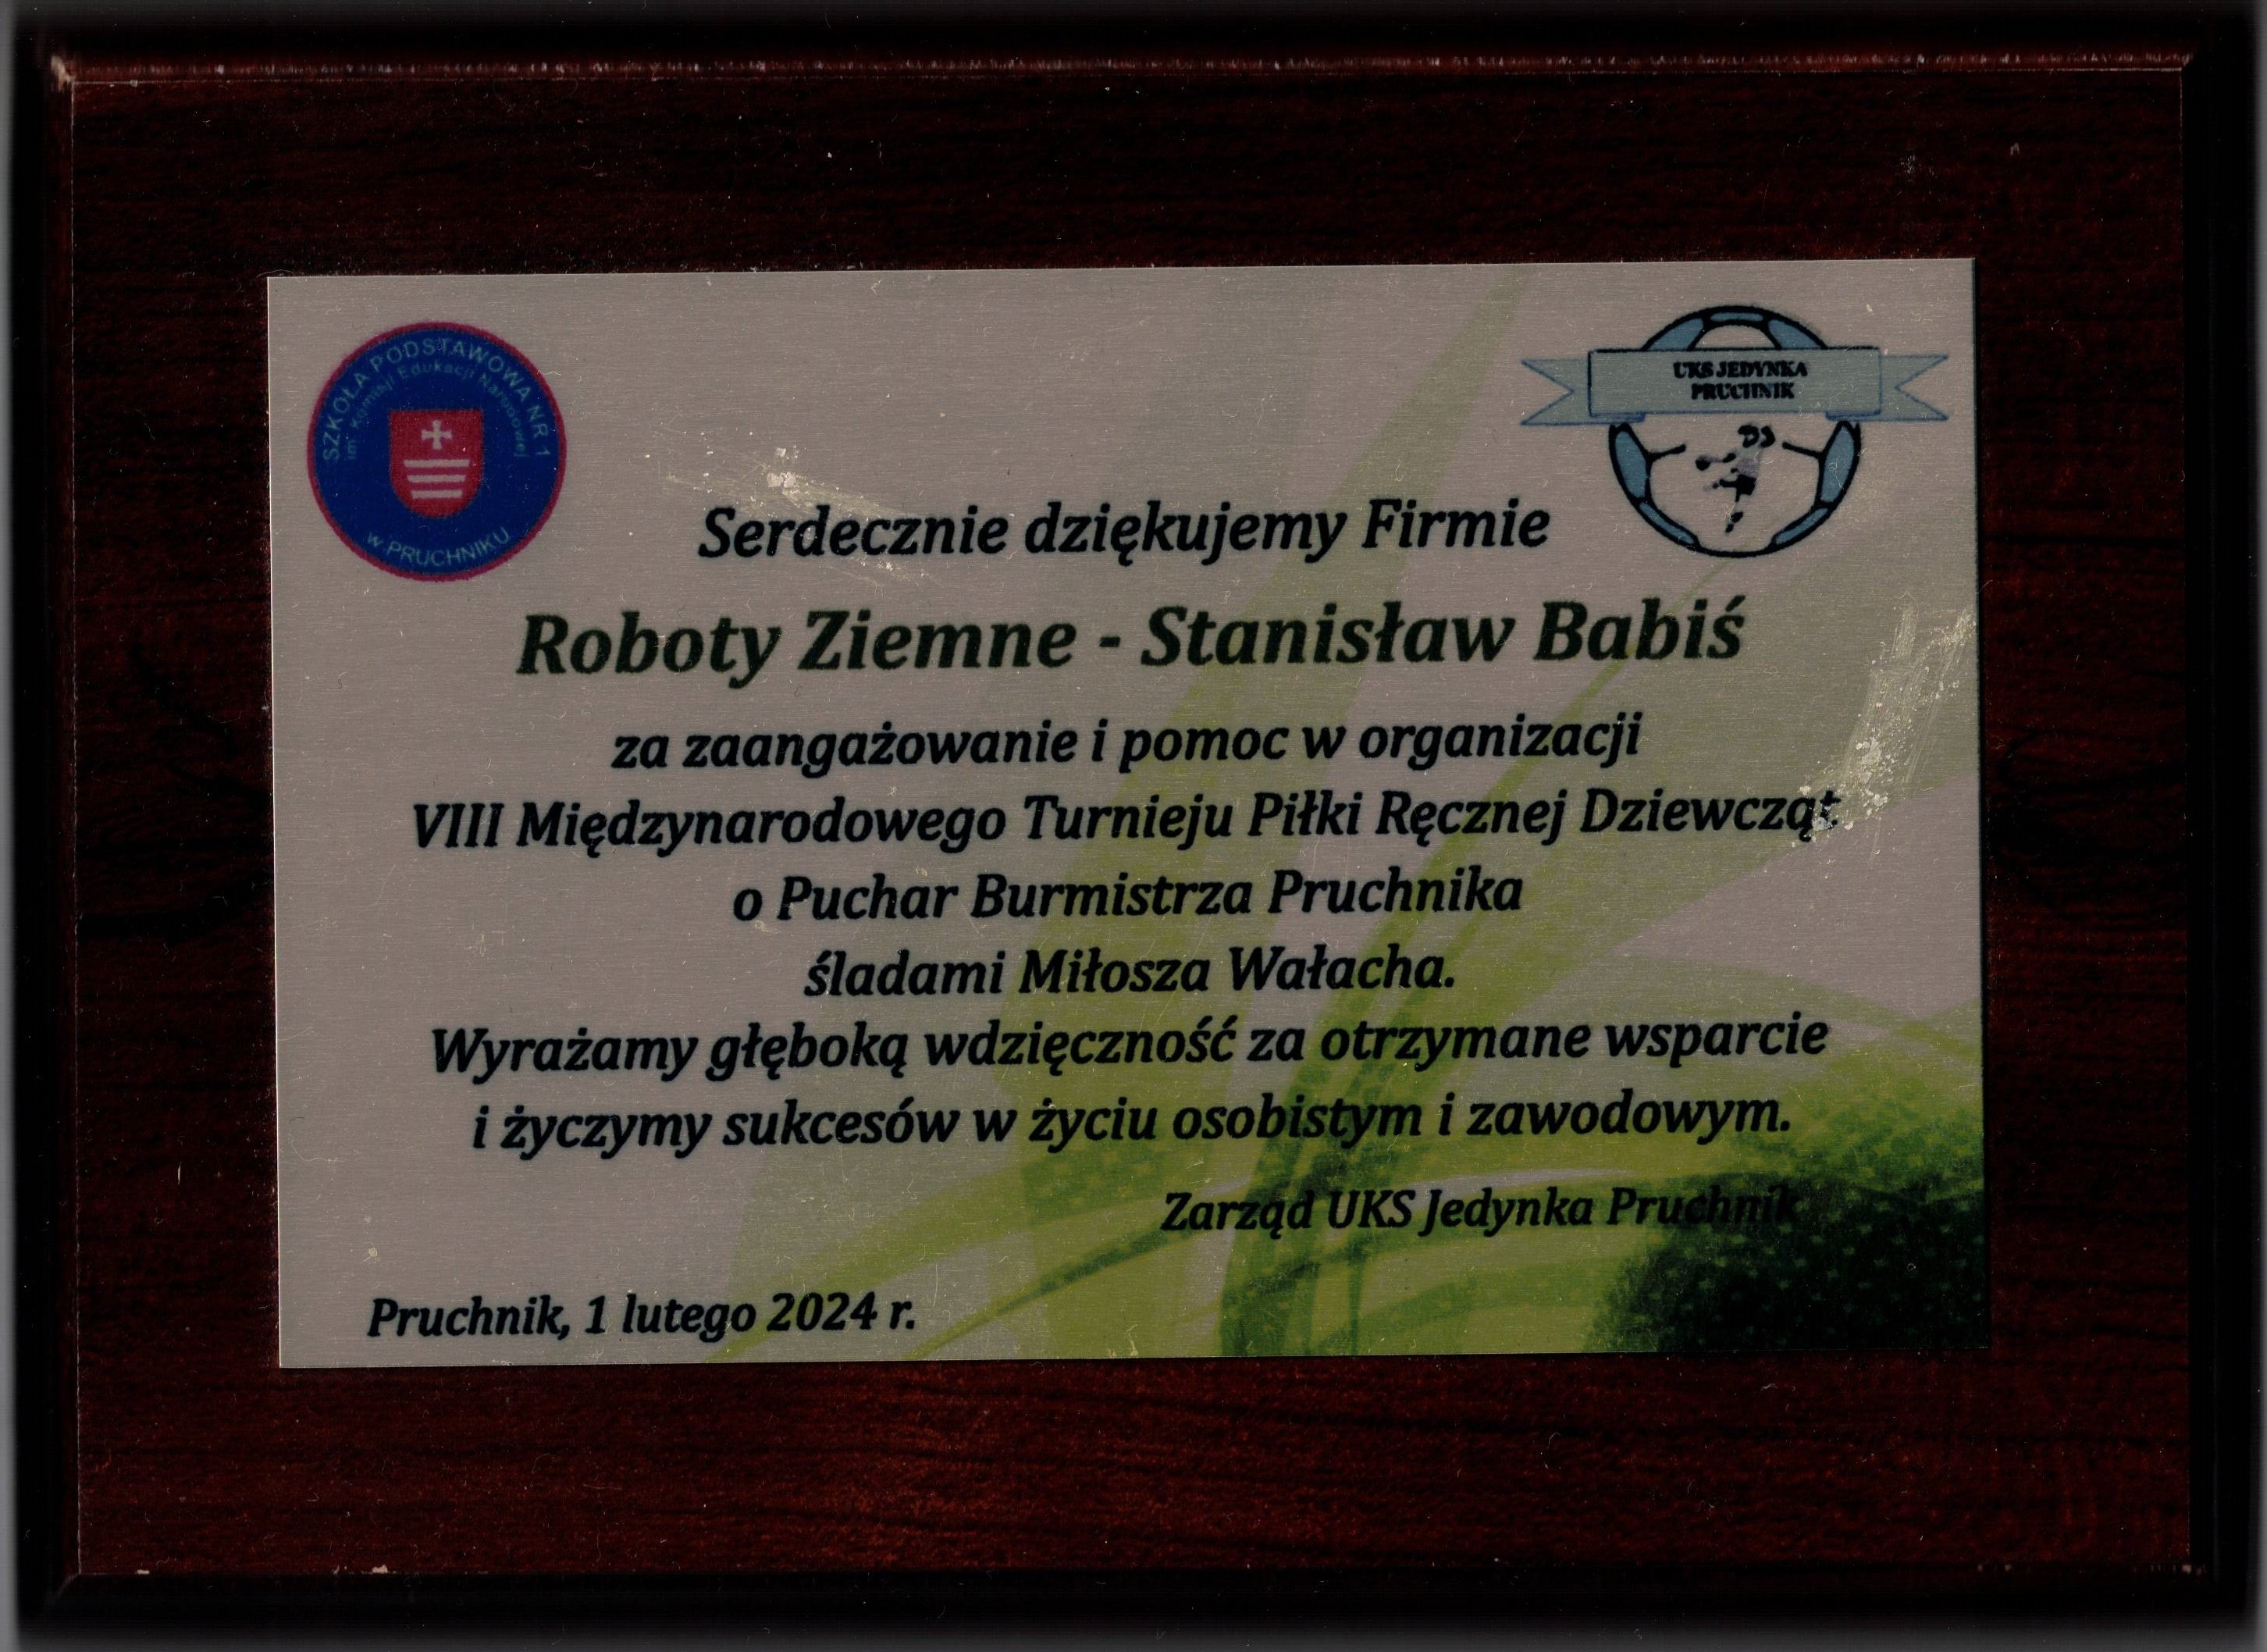 SZKOŁA PODSTAWOWA NR 1
im. Komisji Edukacji Narodowej
w PRUCHNIKU
UKS JEDYNKA
PRUCHNIK
Serdecznie dziękujemy Firmie
Roboty Ziemne - Stanisław Babiś
za zaangażowanie i pomoc w organizacji
VIII Międzynarodowego Turnieju Piłki Ręcznej Dziewcząt
o Puchar Burmistrza Pruchnika
śladami Miłosza Wałacha.
Wyrażamy głęboką wdzięczność za otrzymane wsparcie
i życzymy sukcesów w życiu osobistym i zawodowym.
Zarząd UKS Jedynka Pruchnik
Pruchnik, 1 lutego 2024 r.